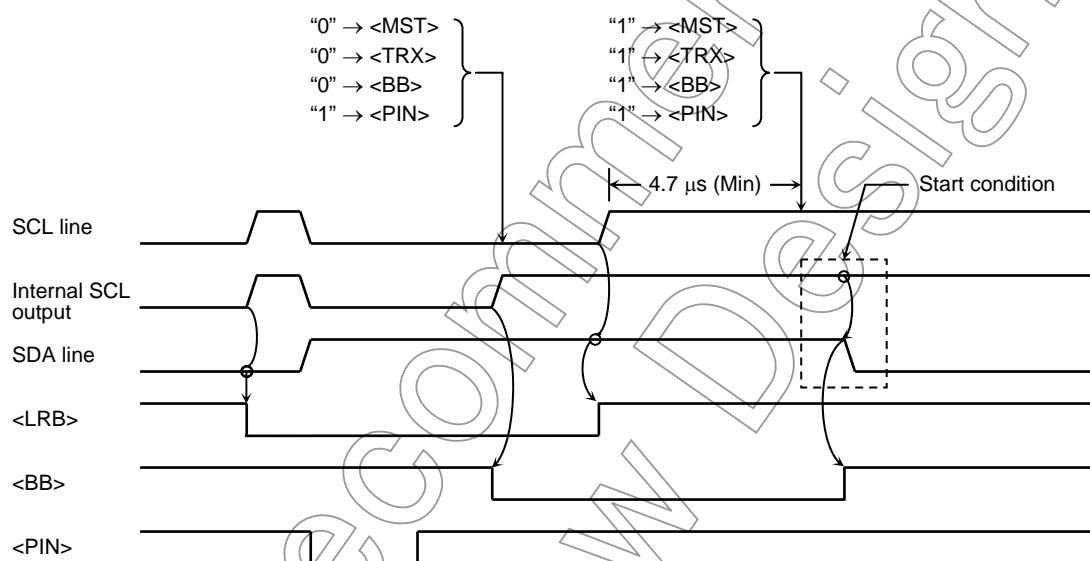 “0” → <MST>
“0” → <TRX>
“0” → <BB>
“1” → <PIN>
“1” → <MST>
“1” → <TRX>
“1” → <BB>
“1” → <PIN>
4.7 μs (Min)
Start condition
SCL line
Internal SCL
output
SDA line
<LRB>
<BB>
<PIN>